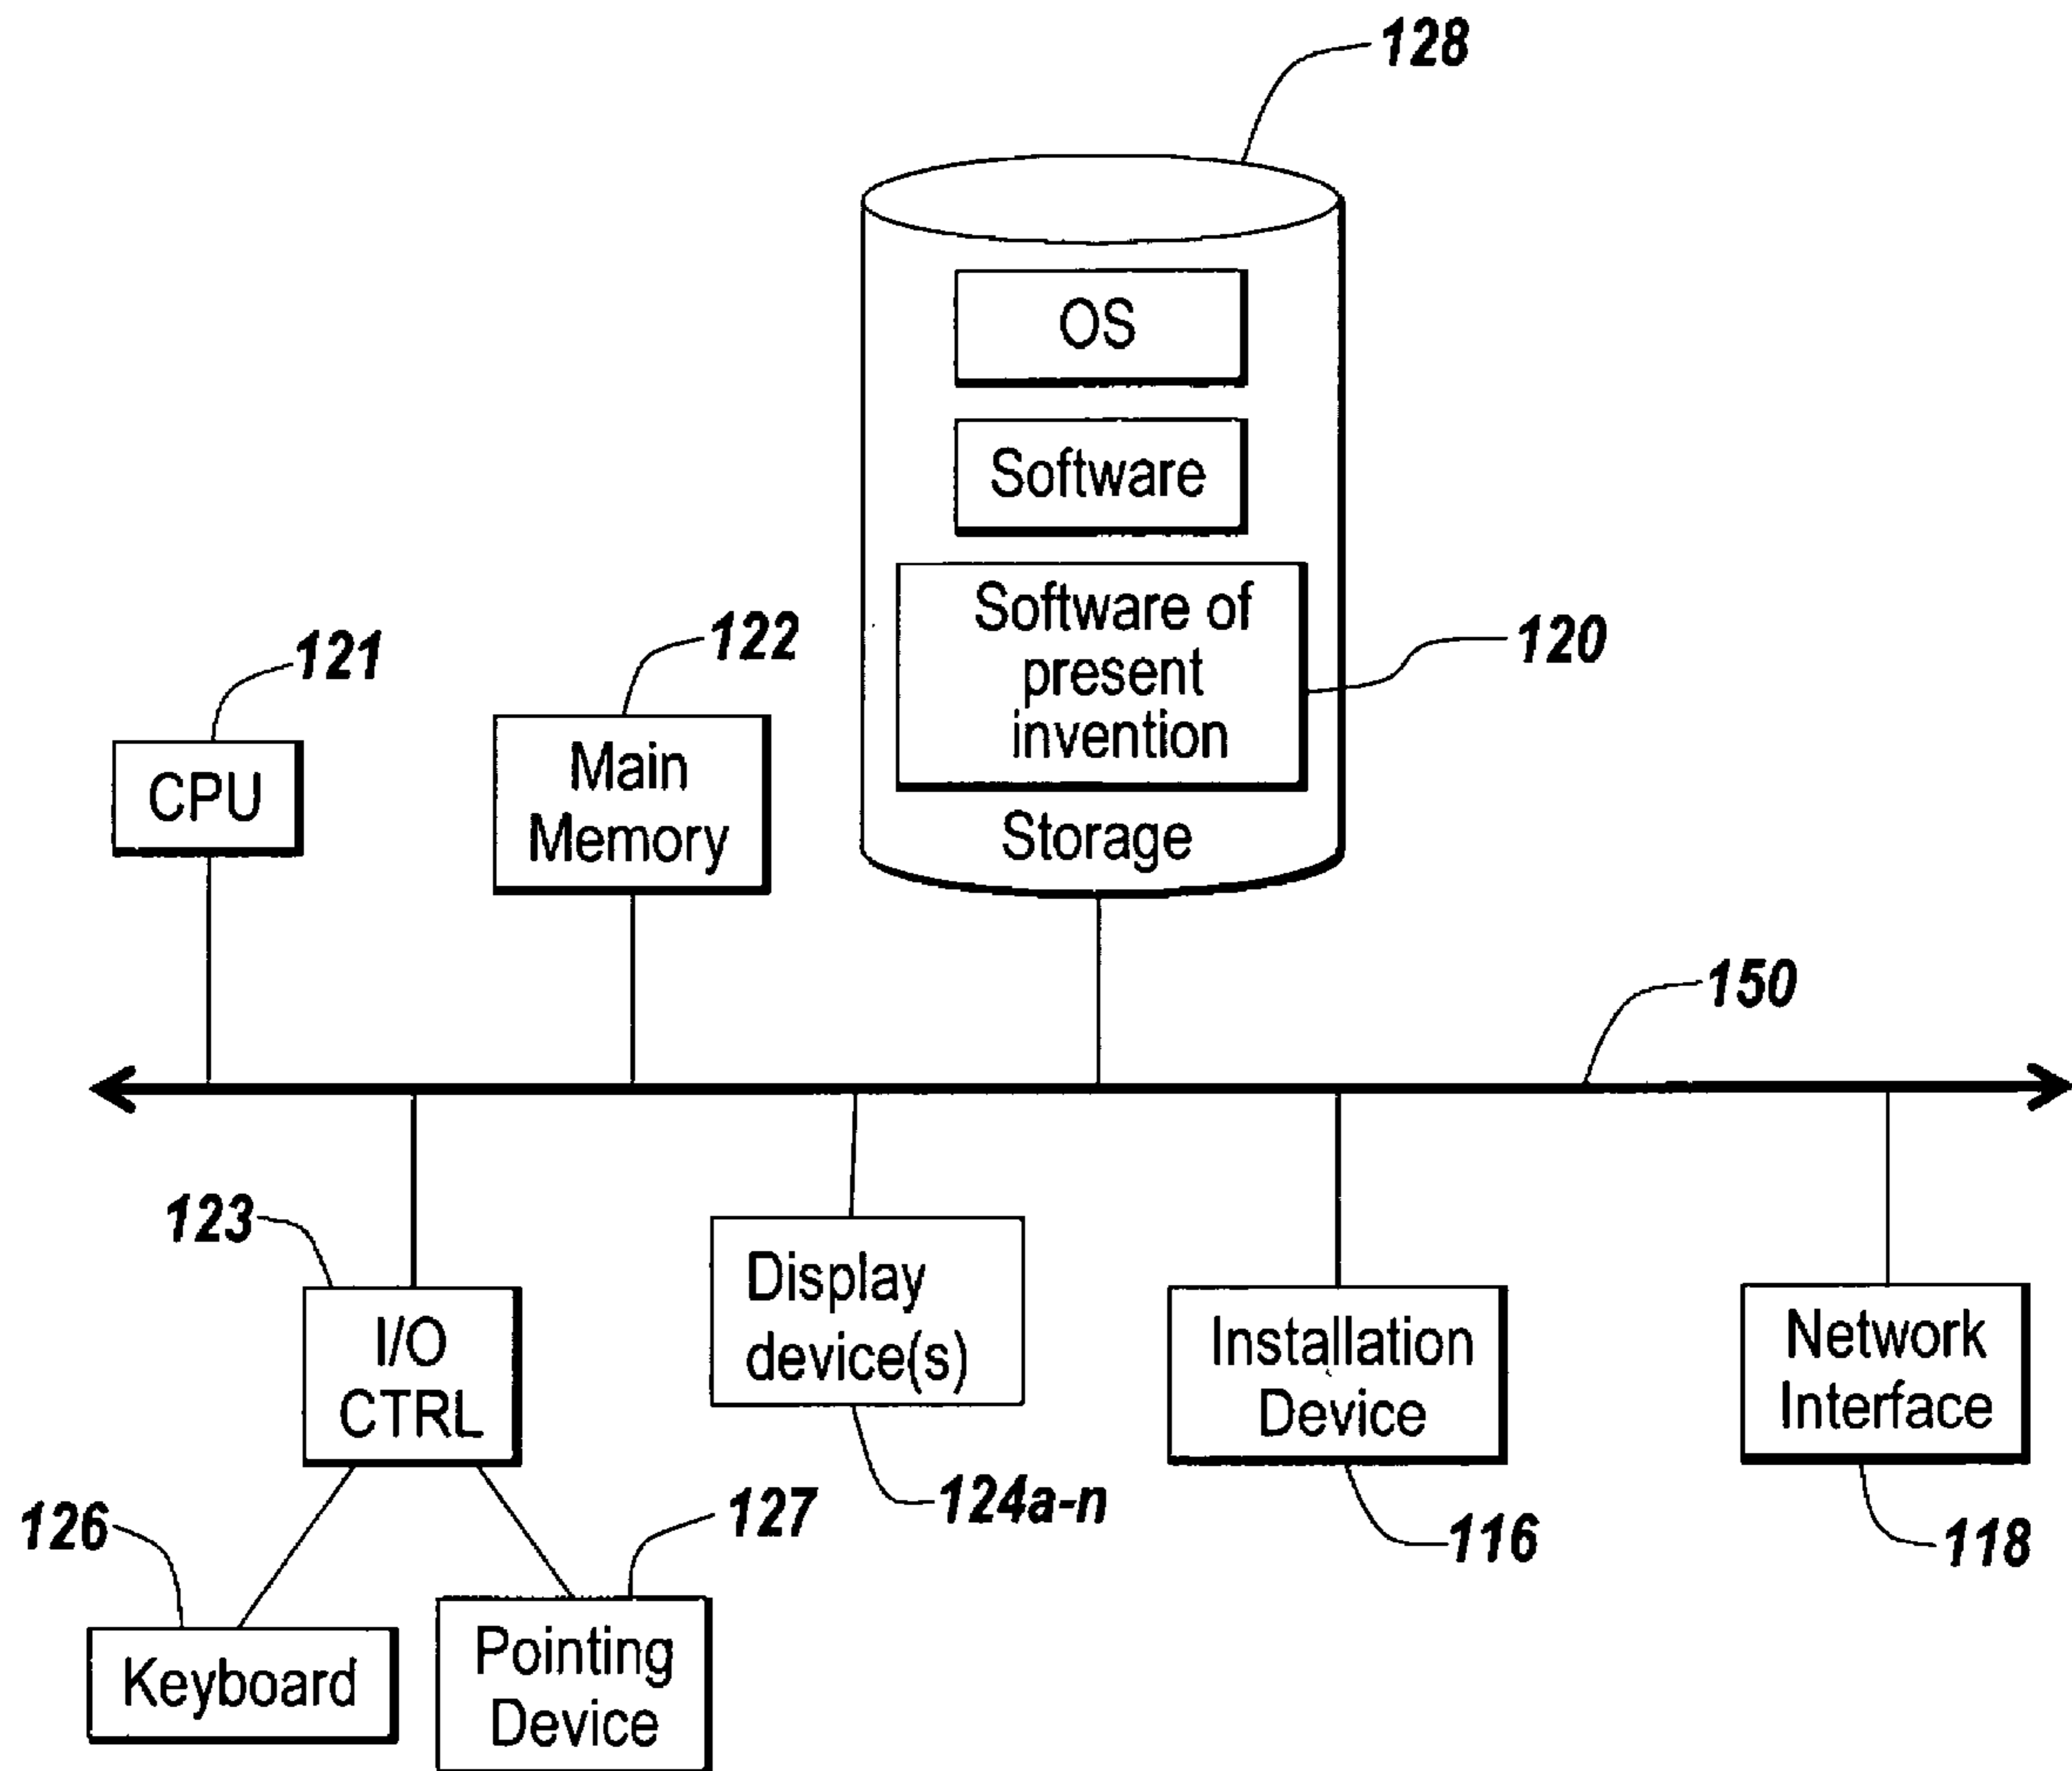 128
OS
Software
Software of
present
invention
120
Storage
121
CPU
122
Main
Memory
150
123
I/O
CTRL
Display
device(s)
124a-n
Installation
Device
116
Network
Interface
118
126
Keyboard
127
Pointing
Device